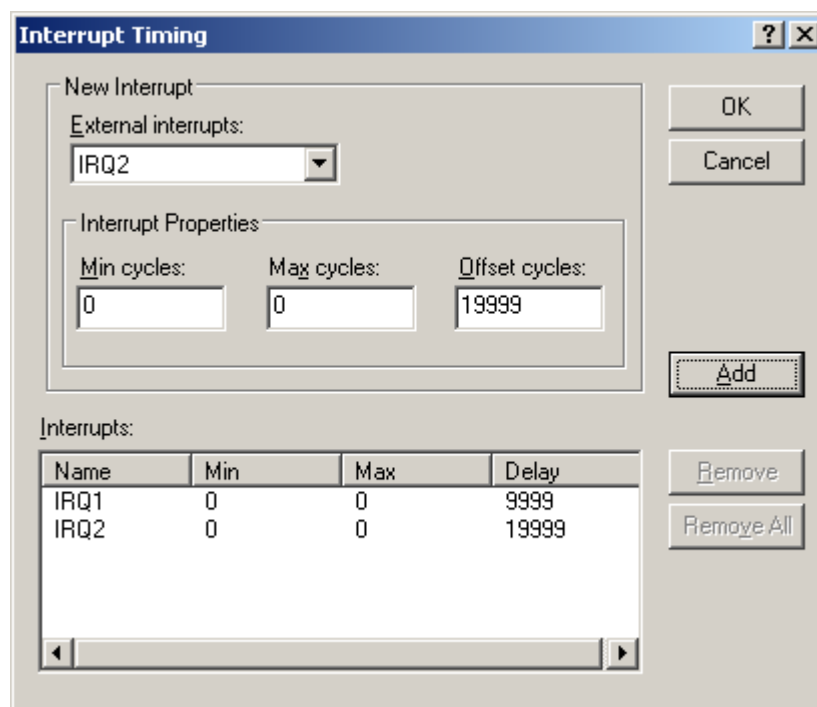 Interrupt Timing
New Interrupt
External interrupts:
IRQ2
Interrupt Properties
Min cycles: Max cycles: Offset cycles:
0 0 19999
OK
Cancel
Add
Interrupts:
Name Min Max Delay
IRQ1 0 0 9999
IRQ2 0 0 19999
Remove
Remove All